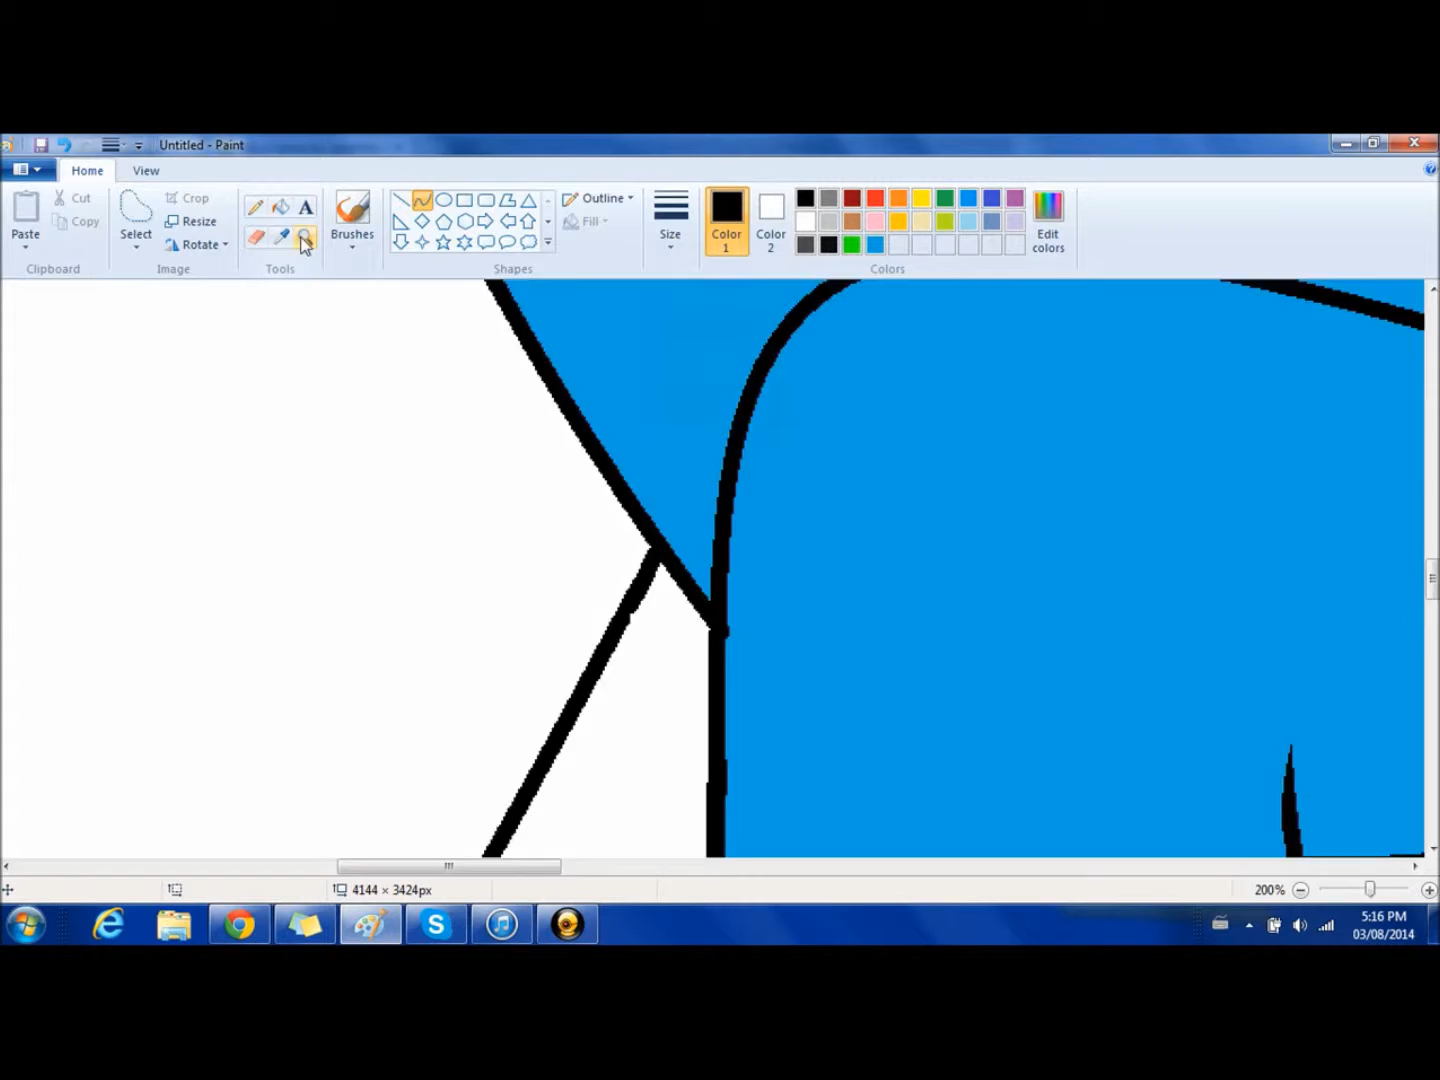 Untitled - Paint
Home View
Paste
Cut
Copy
Clipboard
Select
Crop
Resize
Rotate
Image
A
Tools
Brushes
Shapes
Outline
Fill
Size
Color 1
Color 2
Colors
Edit colors
4144 × 3424px
200%
5:16 PM
03/08/2014